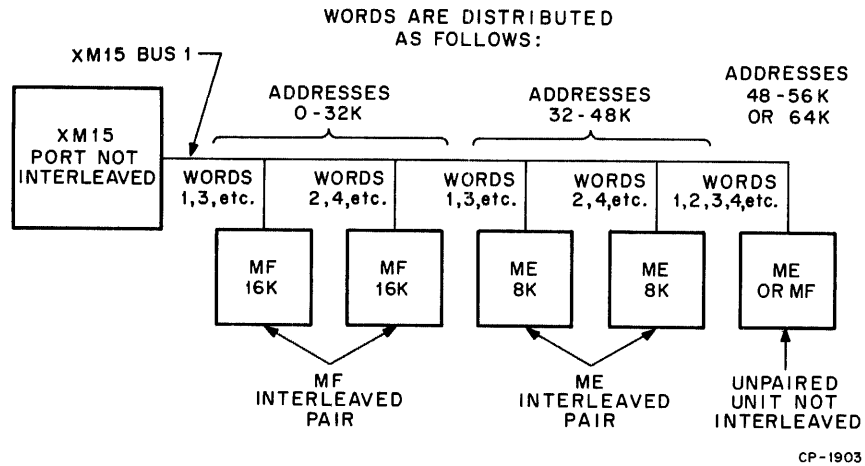 WORDS ARE DISTRIBUTED
AS FOLLOWS:
XM15 BUS 1
ADDRESSES
0-32K
ADDRESSES
32-48K
ADDRESSES
48-56K
OR 64K
XM15
PORT NOT
INTERLEAVED
WORDS
1,3,etc.
WORDS
2,4,etc.
WORDS
1,3,etc.
WORDS
2,4,etc.
WORDS
1,2,3,4,etc.
MF
16K
MF
16K
ME
8K
ME
8K
ME
OR MF
MF
INTERLEAVED
PAIR
ME
INTERLEAVED
PAIR
UNPAIRED
UNIT NOT
INTERLEAVED
CP-1903